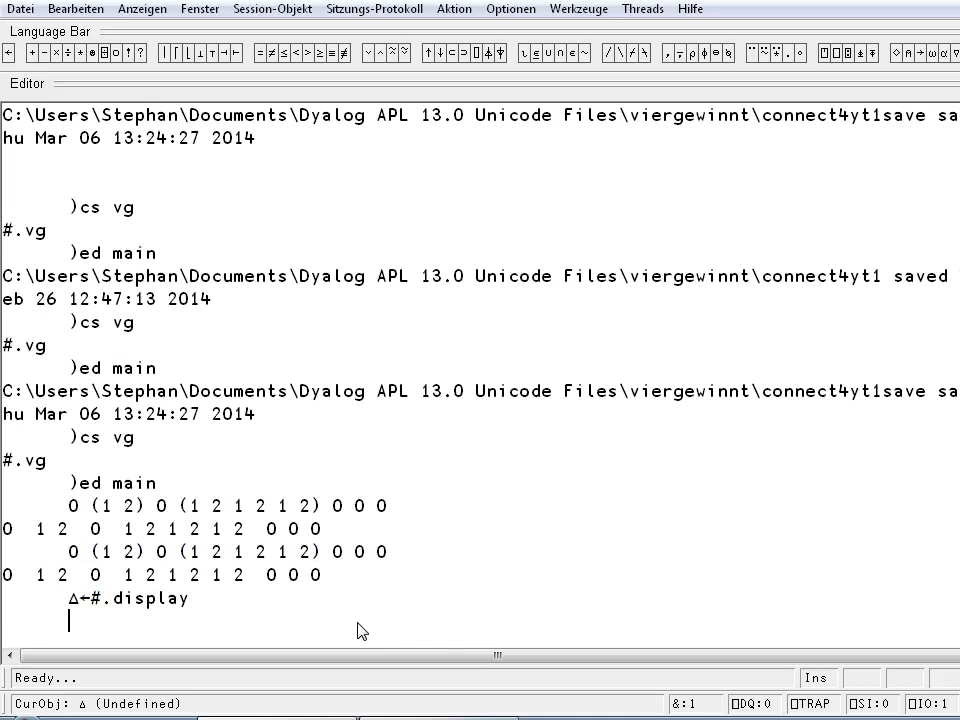 Datei Bearbeiten Anzeigen Fenster Session-Objekt Sitzungs-Protokoll Aktion Optionen Werkzeuge Threads Hilfe
Language Bar
Editor
C:\Users\Stephan\Documents\Dyalog APL 13.0 Unicode Files\viergewinnt\connect4yt1save sa
hu Mar 06 13:24:27 2014
)cs vg
#.vg
)ed main
C:\Users\Stephan\Documents\Dyalog APL 13.0 Unicode Files\viergewinnt\connect4yt1 saved
eb 26 12:47:13 2014
)cs vg
#.vg
)ed main
C:\Users\Stephan\Documents\Dyalog APL 13.0 Unicode Files\viergewinnt\connect4yt1save sa
hu Mar 06 13:24:27 2014
)cs vg
#.vg
)ed main
0 (1 2) 0 (1 2 1 2 1 2) 0 0 0
0 1 2 0 1 2 1 2 1 2 0 0 0
0 (1 2) 0 (1 2 1 2 1 2) 0 0 0
0 1 2 0 1 2 1 2 1 2 0 0 0
∆←#.display
Ready...
Ins
CurObj: ∆ (Undefined)
&:1 ⎕DQ:0 ⎕TRAP ⎕SI:0 ⎕IO:1